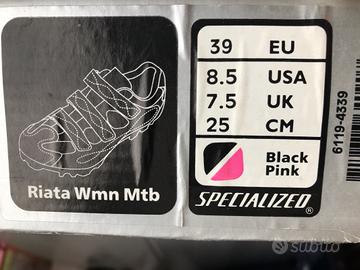 Riata Wmn Mtb
39 EU
8.5 USA
7.5 UK
25 CM
Black
Pink
SPECIALIZED®
6119-4339
subito